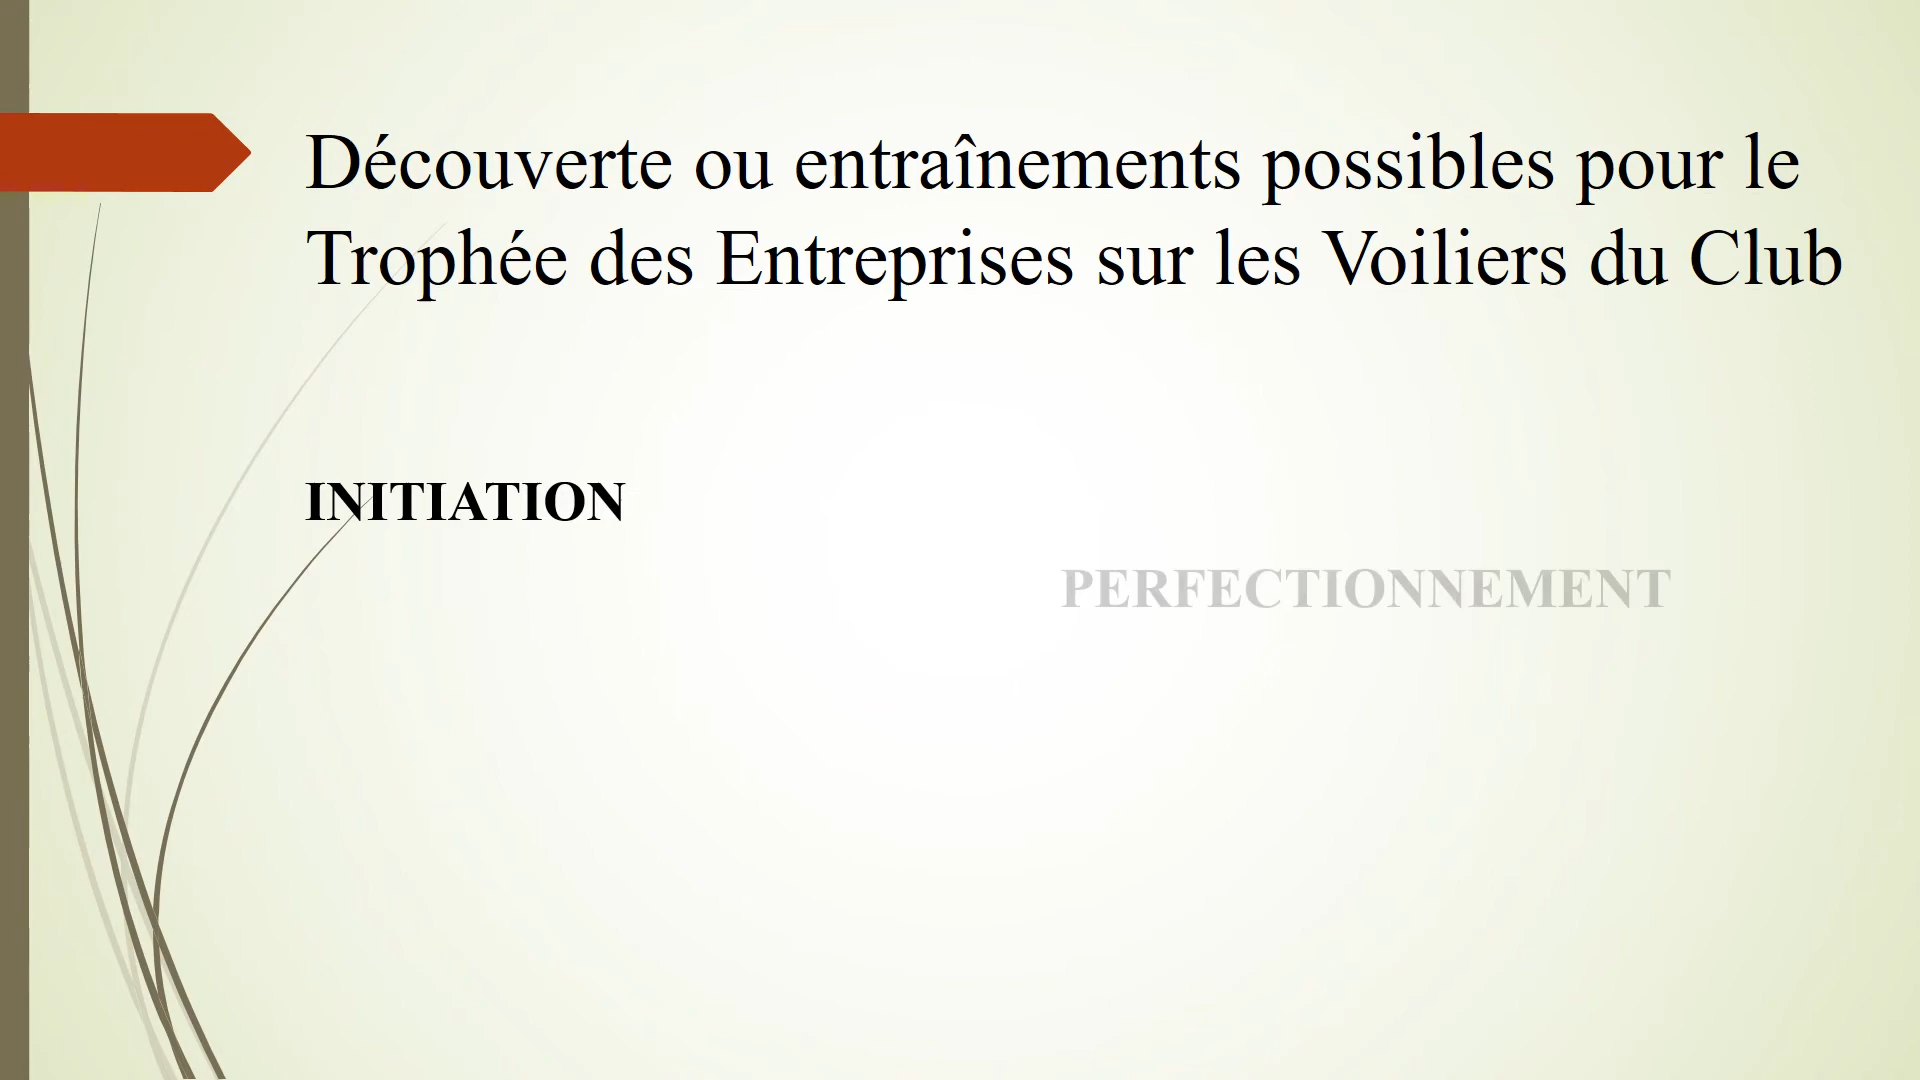 Découverte ou entraînements possibles pour le
Trophée des Entreprises sur les Voiliers du Club
INITIATION
PERFECTIONNEMENT